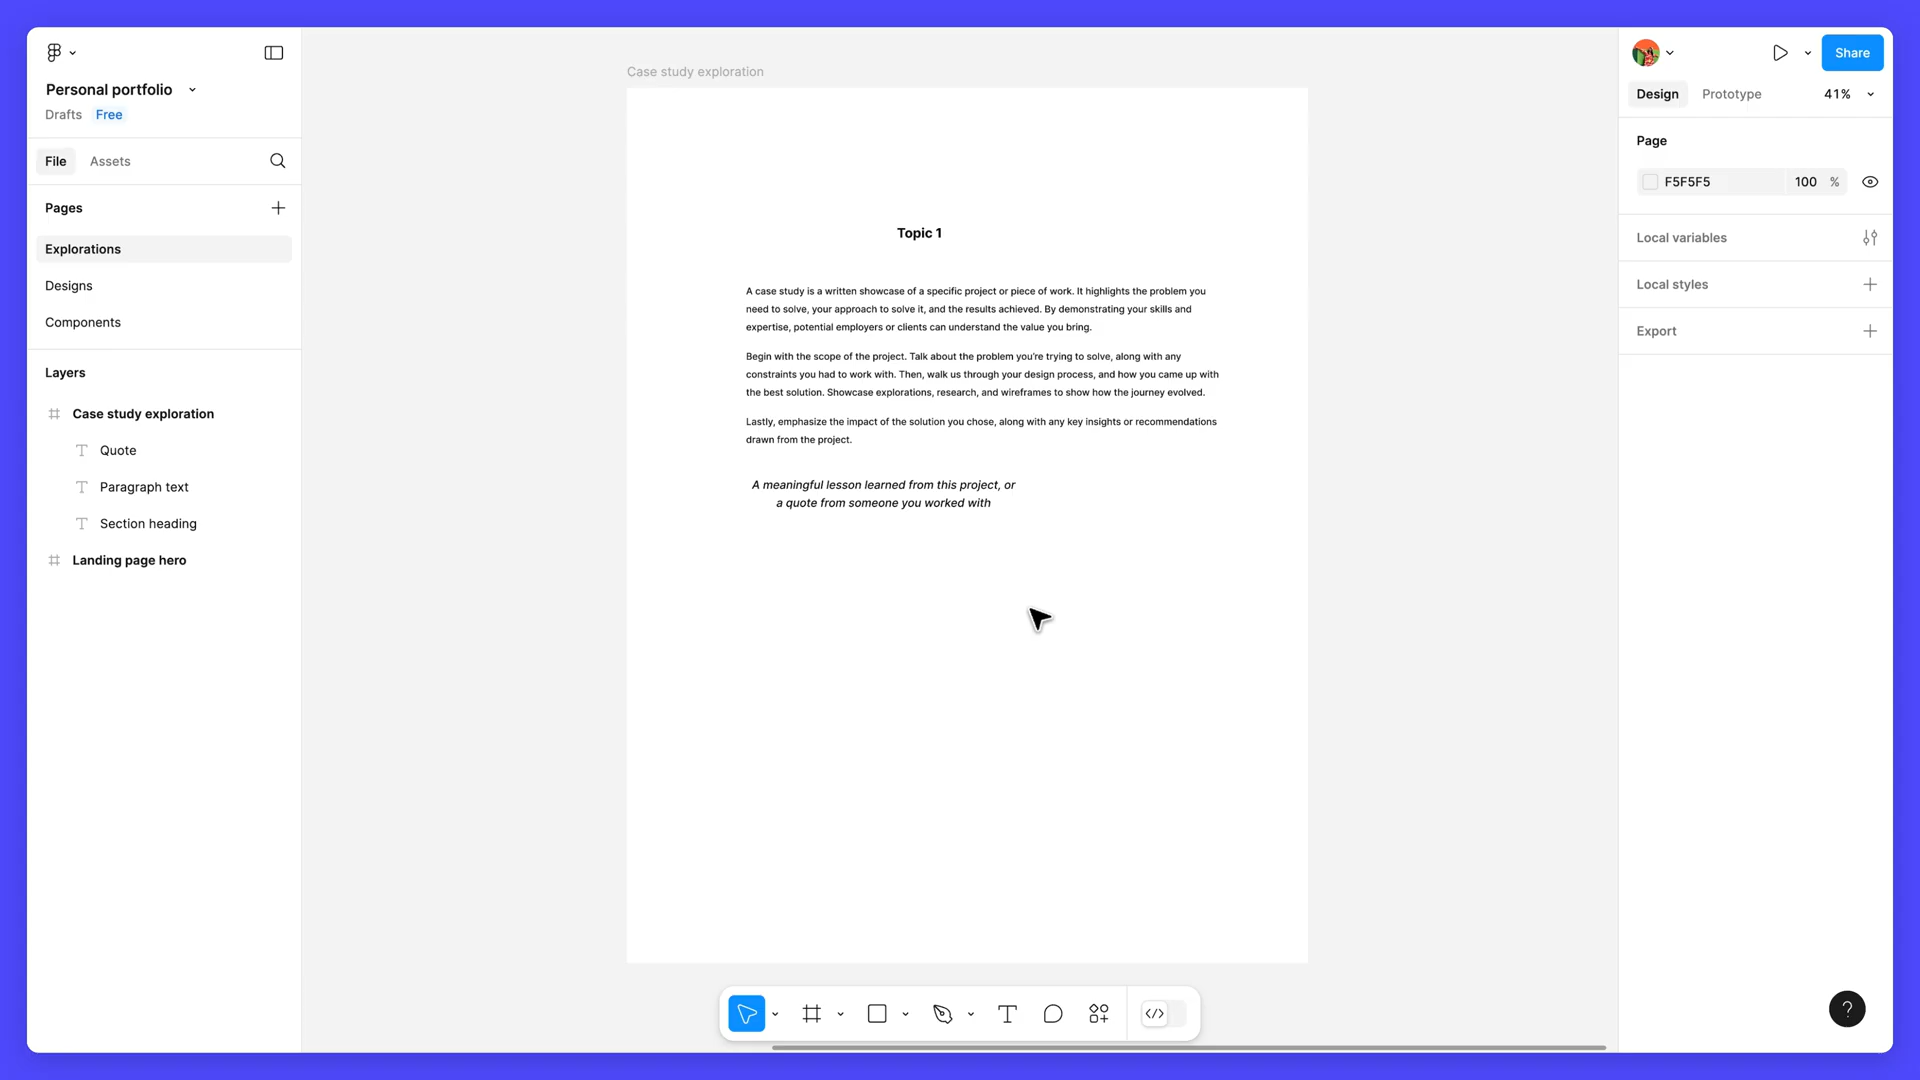 Personal portfolio
Drafts Free
File Assets
Pages
Explorations
Designs
Components
Layers
Case study exploration
Quote
Paragraph text
Section heading
Landing page hero
Case study exploration
Topic 1
A case study is a written showcase of a specific project or piece of work. It highlights the problem you
need to solve, your approach to solve it, and the results achieved. By demonstrating your skills and
expertise, potential employers or clients can understand the value you bring.
Begin with the scope of the project. Talk about the problem you're trying to solve, along with any
constraints you had to work with. Then, walk us through your design process, and how you came up with
the best solution. Showcase explorations, research, and wireframes to show how the journey evolved.
Lastly, emphasize the impact of the solution you chose, along with any key insights or recommendations
drawn from the project.
A meaningful lesson learned from this project, or
a quote from someone you worked with
Share
Design Prototype 41%
Page
F5F5F5 100 %
Local variables
Local styles
Export
?